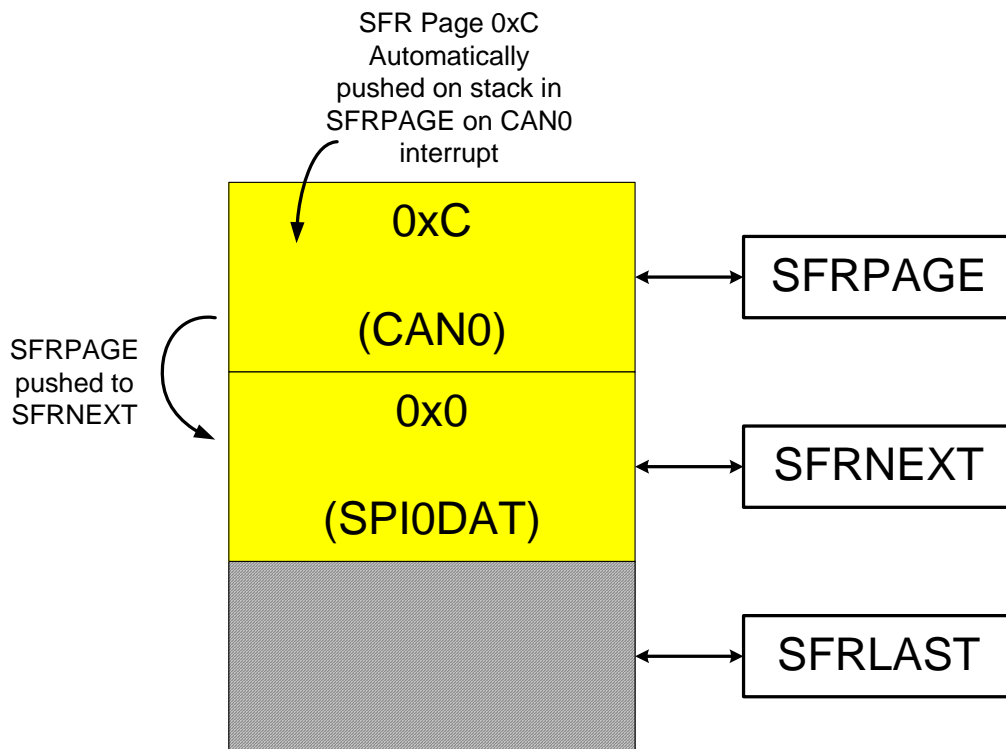 SFR Page 0xC
Automatically
pushed on stack in
SFRPAGE on CAN0
interrupt
0xC
(CAN0)
SFRPAGE
SFRPAGE
pushed to
SFRNEXT
0x0
(SPI0DAT)
SFRNEXT
SFRLAST